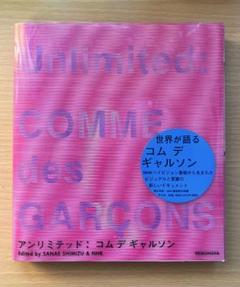 Unlimited:
COMME
des
GARÇONS
世界が語る
コム デ
ギャルソン
アンリミテッド: コム デ ギャルソン
Edited by SANAE SHIMIZU & NHK
HEIBONSHA